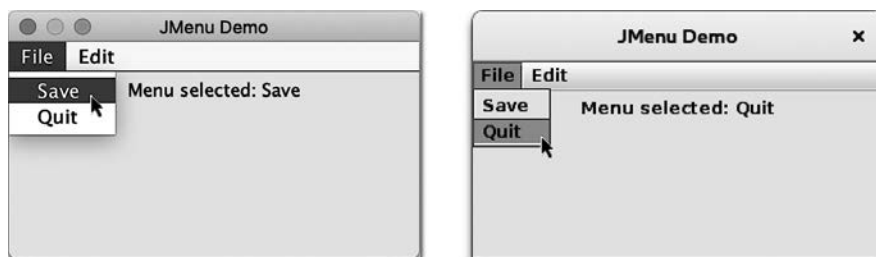 JMenu Demo
File Edit
Save
Menu selected: Save
Quit
JMenu Demo
File Edit
Save
Menu selected: Quit
Quit